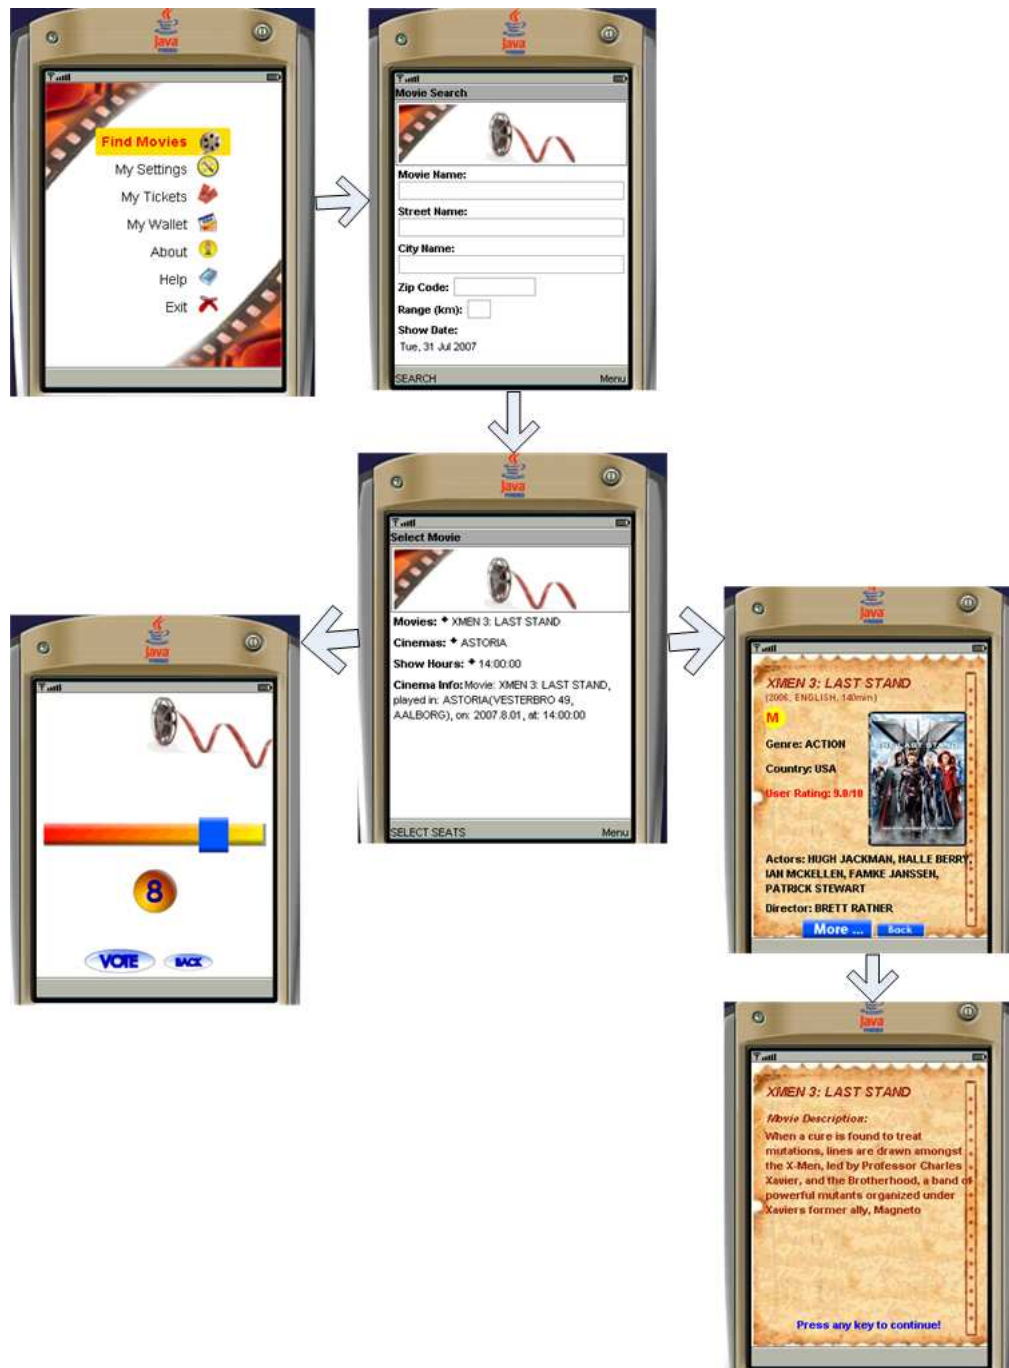 Java
Find Movies
My Settings
My Tickets
My Wallet
About
Help
Exit
Java
Movie Search
Movie Name:
Street Name:
City Name:
Zip Code:
Range (km):
Show Date:
Tue, 31 Jul 2007
SEARCH Menu
Java
Select Movie
Movies: XMEN 3: LAST STAND
Cinemas: ASTORIA
Show Hours: 14:00:00
Cinema Info: Movie: XMEN 3: LAST STAND,
played in: ASTORIA(VESTERBRO 49,
AALBORG), on: 2007.8.01, at: 14:00:00
SELECT SEATS Menu
Java
8
VOTE BACK
Java
XMEN 3: LAST STAND
(2006, ENGLISH, 140min)
M
Genre: ACTION
Country: USA
User Rating: 9.0/10
THE LAST STAND
Actors: HUGH JACKMAN, HALLE BERRY,
IAN MCKELLEN, FAMKE JANSSEN,
PATRICK STEWART
Director: BRETT RATNER
More ... Back
Java
XMEN 3: LAST STAND
Movie Description:
When a cure is found to treat
mutations, lines are drawn amongst
the X-Men, led by Professor Charles
Xavier, and the Brotherhood, a band of
powerful mutants organized under
Xaviers former ally, Magneto
Press any key to continue!